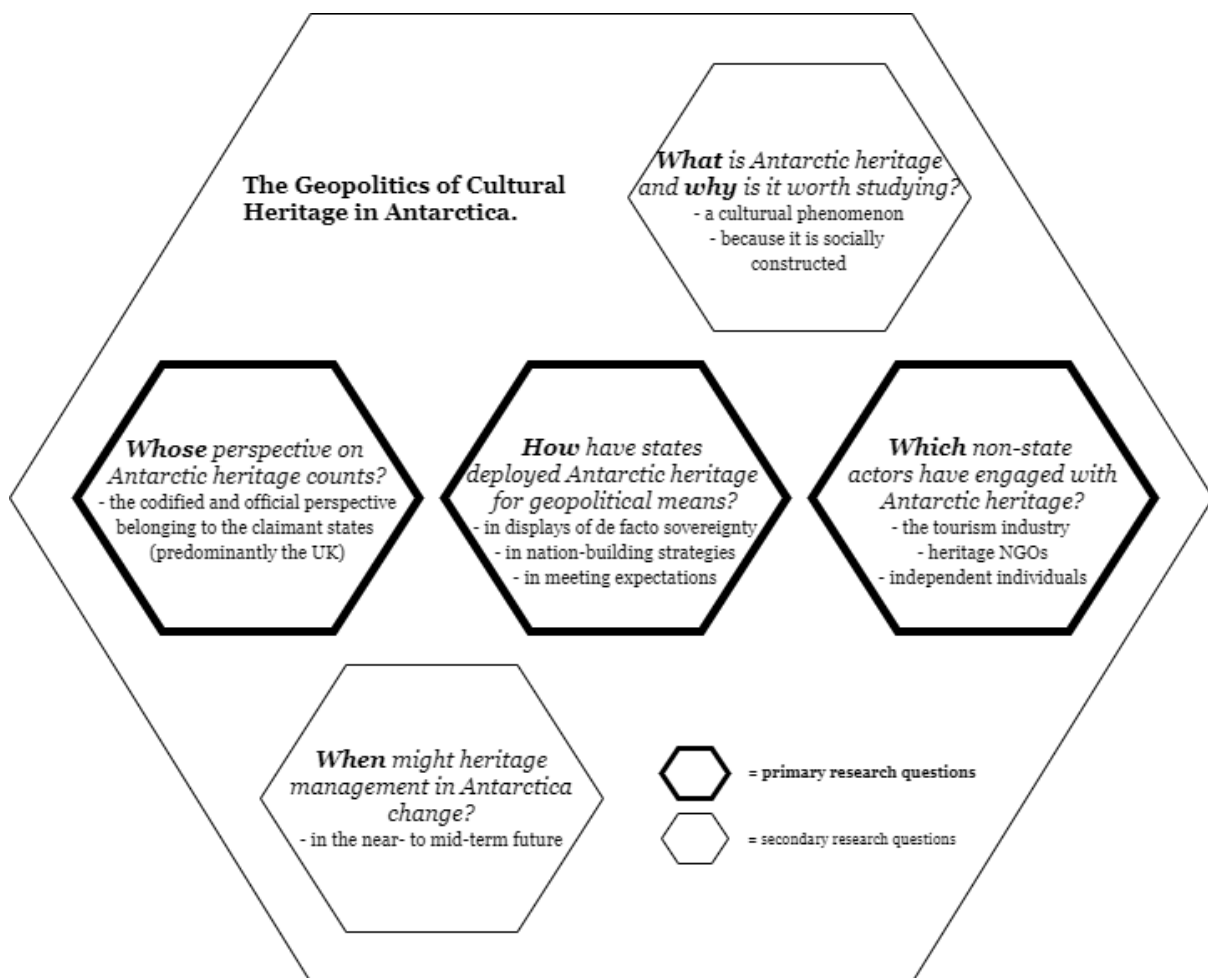 The Geopolitics of Cultural
Heritage in Antarctica.
What is Antarctic heritage
and why is it worth studying?
- a culturual phenomenon
- because it is socially
constructed
Whose perspective on
Antarctic heritage counts?
- the codified and official perspective
belonging to the claimant states
(predominantly the UK)
How have states
deployed Antarctic heritage
for geopolitical means?
- in displays of de facto sovereignty
- in nation-building strategies
- in meeting expectations
Which non-state
actors have engaged with
Antarctic heritage?
- the tourism industry
- heritage NGOs
- independent individuals
When might heritage
management in Antarctica
change?
- in the near- to mid-term future
= primary research questions
= secondary research questions